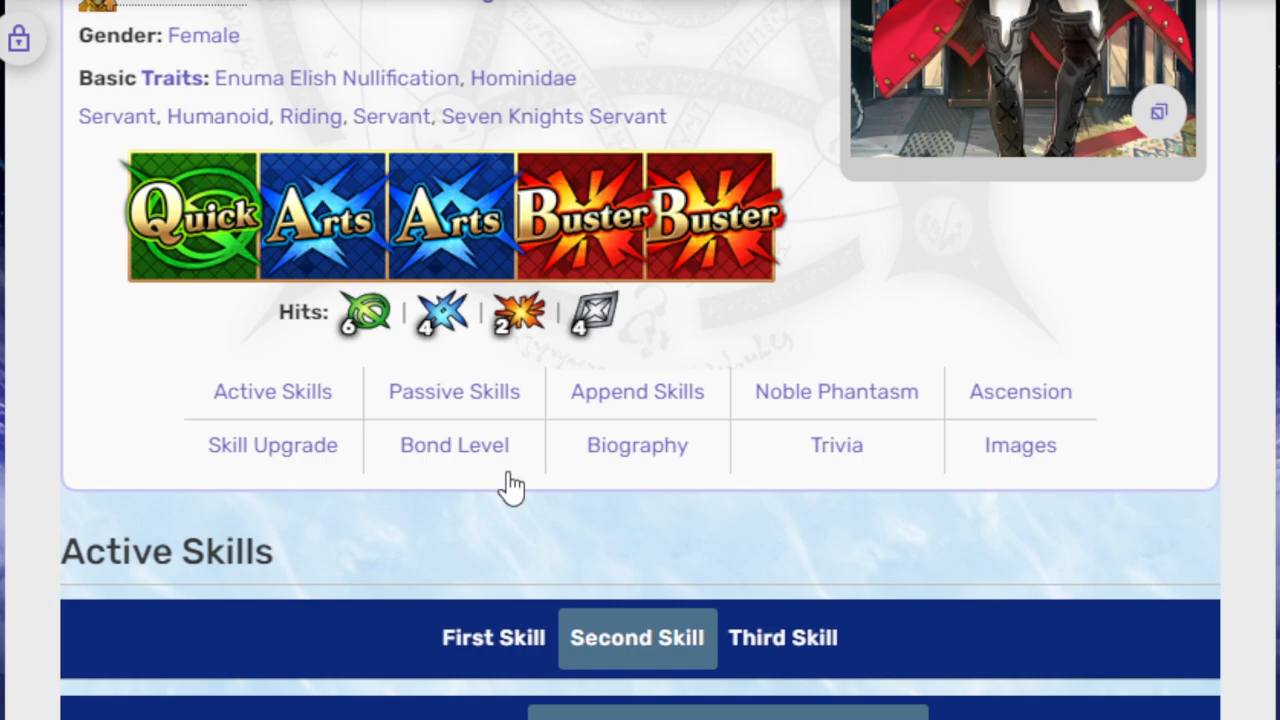 Gender: Female
Basic Traits: Enuma Elish Nullification, Hominidae
Servant, Humanoid, Riding, Servant, Seven Knights Servant
Quick Arts Arts Buster Buster
Hits: 6 | 4 | 2 | 4
Active Skills Passive Skills Append Skills Noble Phantasm Ascension
Skill Upgrade Bond Level Biography Trivia Images
Active Skills
First Skill Second Skill Third Skill